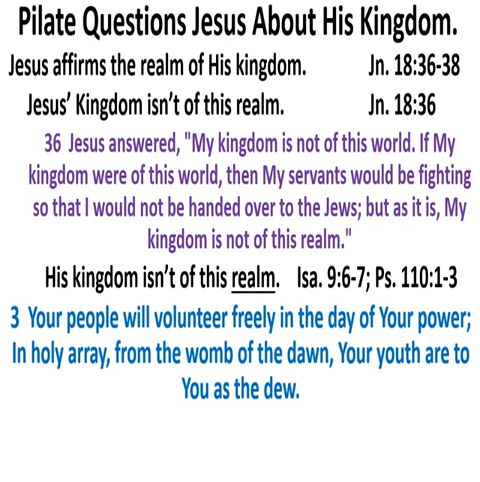 Pilate Questions Jesus About His Kingdom.
Jesus affirms the realm of His kingdom. Jn. 18:36-38
Jesus’ Kingdom isn’t of this realm. Jn. 18:36
36 Jesus answered, "My kingdom is not of this world. If My
kingdom were of this world, then My servants would be fighting
so that I would not be handed over to the Jews; but as it is, My
kingdom is not of this realm."
His kingdom isn’t of this realm. Isa. 9:6-7; Ps. 110:1-3
3 Your people will volunteer freely in the day of Your power;
In holy array, from the womb of the dawn, Your youth are to
You as the dew.